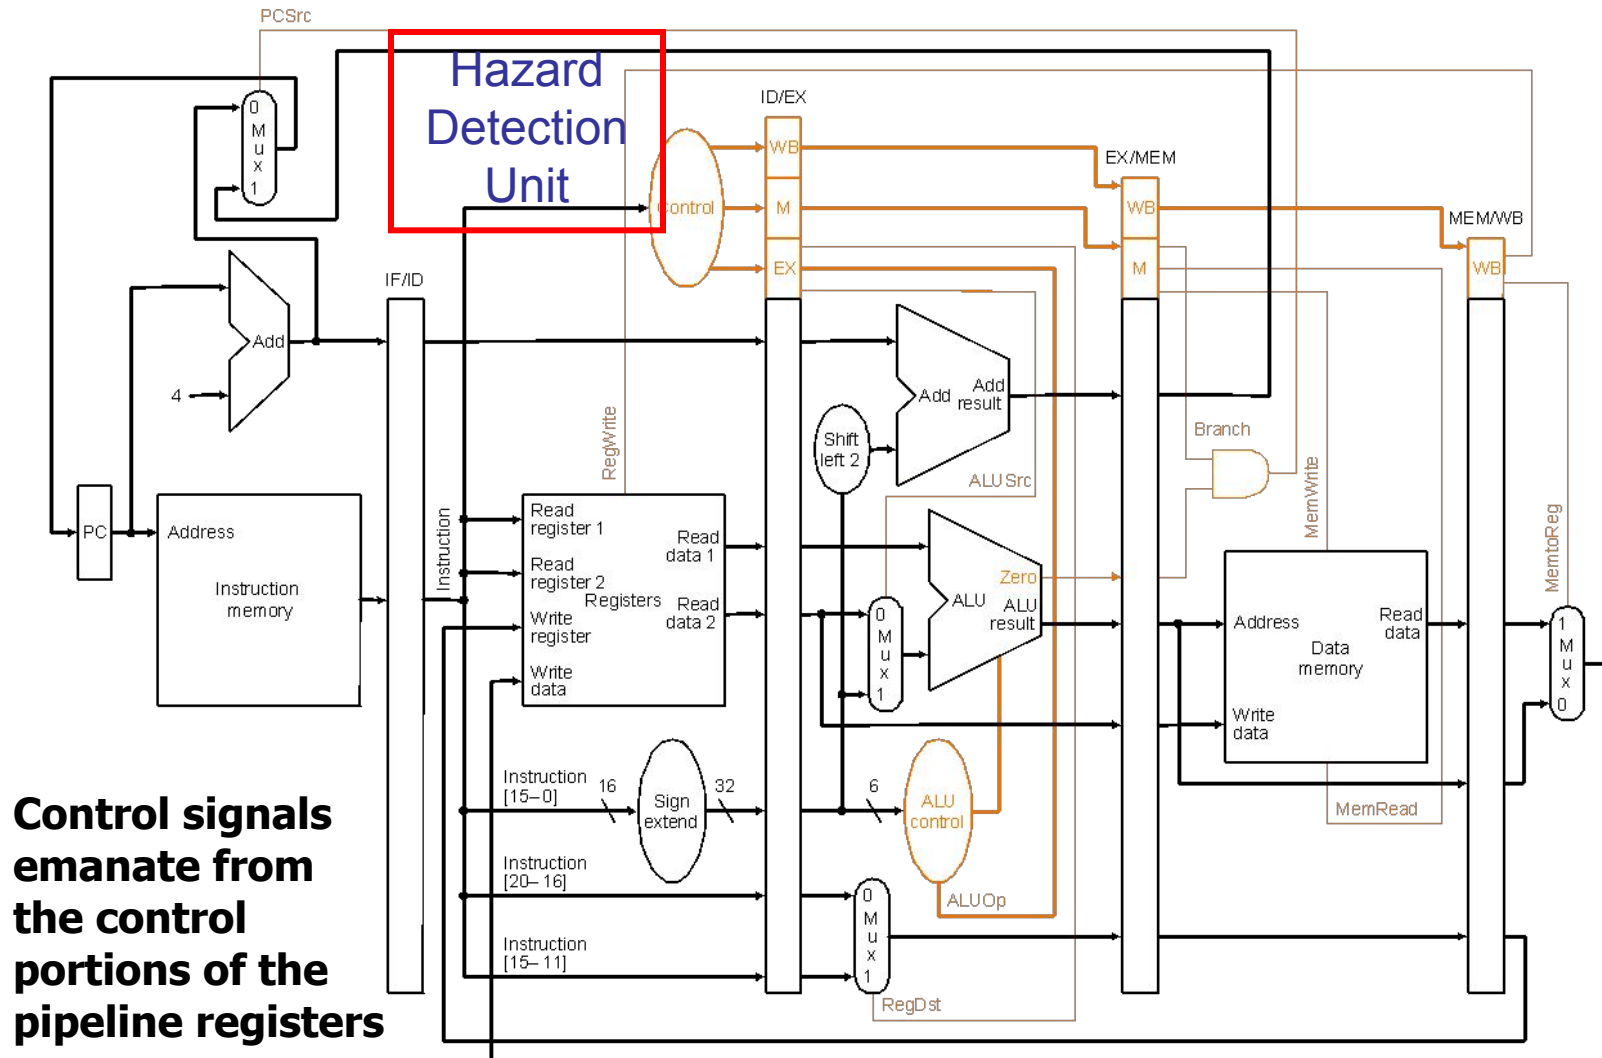 PCSrc
Hazard
Detection
Unit
0
M
u
x
1
ID/EX
WB
M
EX
Control
EX/MEM
WB
M
MEM/WB
WB
IF/ID
Add
4
RegWrite
Add
Add
result
Shift
left 2
Branch
ALUSrc
MemWrite
MemtoReg
PC
Address
Instruction
memory
Instruction
Read
register 1
Read
register 2
Write
register
Write
data
Registers
Read
data 1
Read
data 2
0
M
u
x
1
Zero
ALU
ALU
result
Address
Read
data
Data
memory
Write
data
1
M
u
x
0
Instruction
[15–0]
16
Sign
extend
32
6
ALU
control
MemRead
Instruction
[20–16]
ALUOp
0
M
u
x
1
Instruction
[15–11]
RegDst
Control signals
emanate from
the control
portions of the
pipeline registers